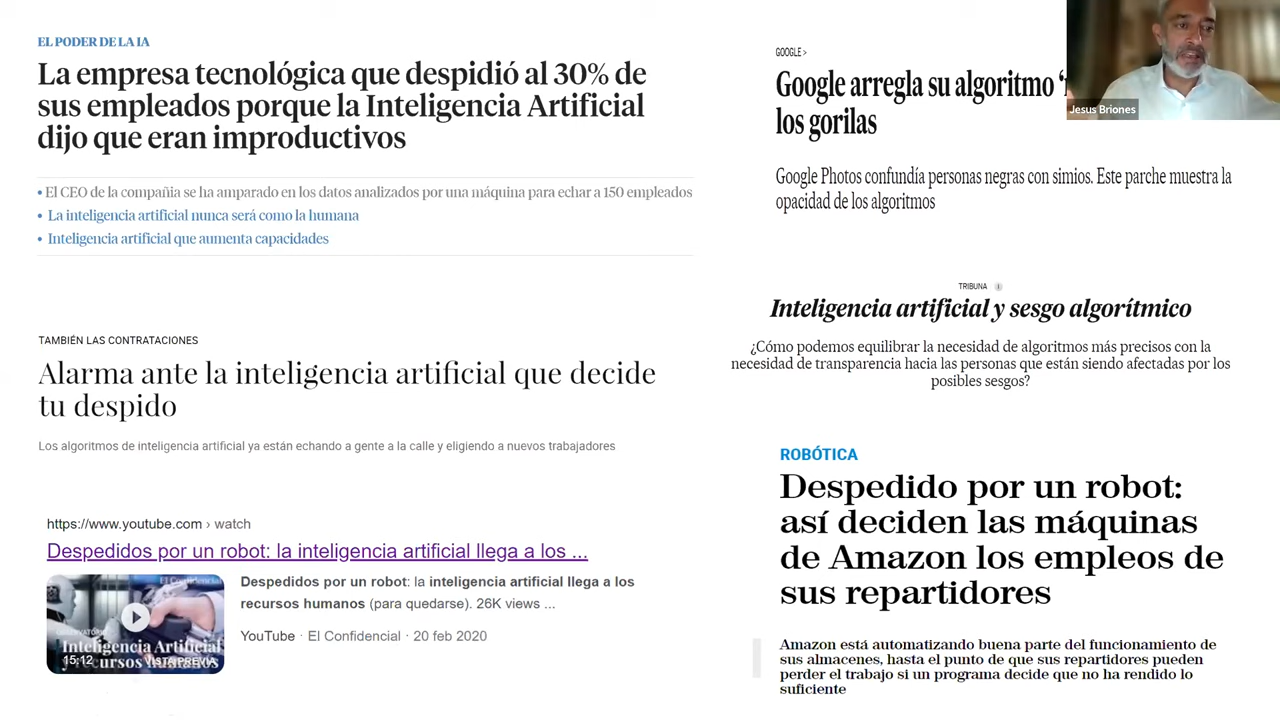 EL PODER DE LA IA
La empresa tecnológica que despidió al 30% de
sus empleados porque la Inteligencia Artificial
dijo que eran improductivos
• El CEO de la compañia se ha amparado en los datos analizados por una máquina para echar a 150 empleados
• La inteligencia artificial nunca será como la humana
• Inteligencia artificial que aumenta capacidades
TAMBIÉN LAS CONTRATACIONES
Alarma ante la inteligencia artificial que decide
tu despido
Los algoritmos de inteligencia artificial ya están echando a gente a la calle y eligiendo a nuevos trabajadores
https://www.youtube.com › watch
Despedidos por un robot: la inteligencia artificial llega a los ...
El Confidencial
OBSERVATORIO
Inteligencia Artificial
y recursos humanos
15:12
VISTA PREVIA
Despedidos por un robot: la inteligencia artificial llega a los
recursos humanos (para quedarse). 26K views ...
YouTube · El Confidencial · 20 feb 2020
GOOGLE >
Google arregla su algoritmo
los gorilas
Google Photos confundía personas negras con simios. Este parche muestra la
opacidad de los algoritmos
Jesus Briones
TRIBUNA i
Inteligencia artificial y sesgo algorítmico
¿Cómo podemos equilibrar la necesidad de algoritmos más precisos con la
necesidad de transparencia hacia las personas que están siendo afectadas por los
posibles sesgos?
ROBÓTICA
Despedido por un robot:
así deciden las máquinas
de Amazon los empleos de
sus repartidores
Amazon está automatizando buena parte del funcionamiento de
sus almacenes, hasta el punto de que sus repartidores pueden
perder el trabajo si un programa decide que no ha rendido lo
suficiente